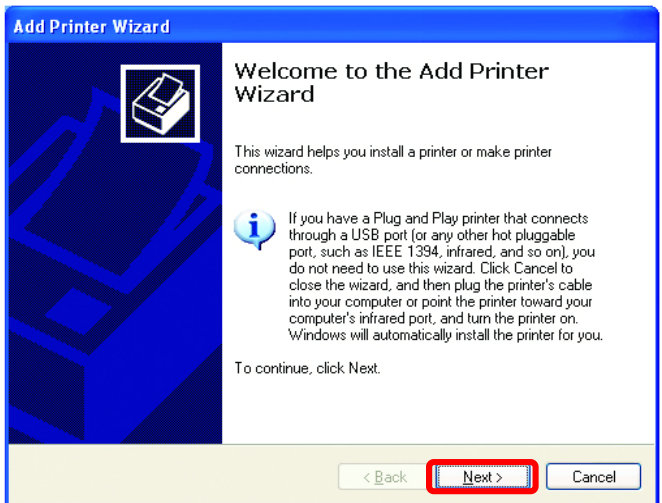 Add Printer Wizard
Welcome to the Add Printer
Wizard
This wizard helps you install a printer or make printer
connections.
If you have a Plug and Play printer that connects
through a USB port (or any other hot pluggable
port, such as IEEE 1394, infrared, and so on), you
do not need to use this wizard. Click Cancel to
close the wizard, and then plug the printer's cable
into your computer or point the printer toward your
computer's infrared port, and turn the printer on.
Windows will automatically install the printer for you.
To continue, click Next.
< Back Next > Cancel